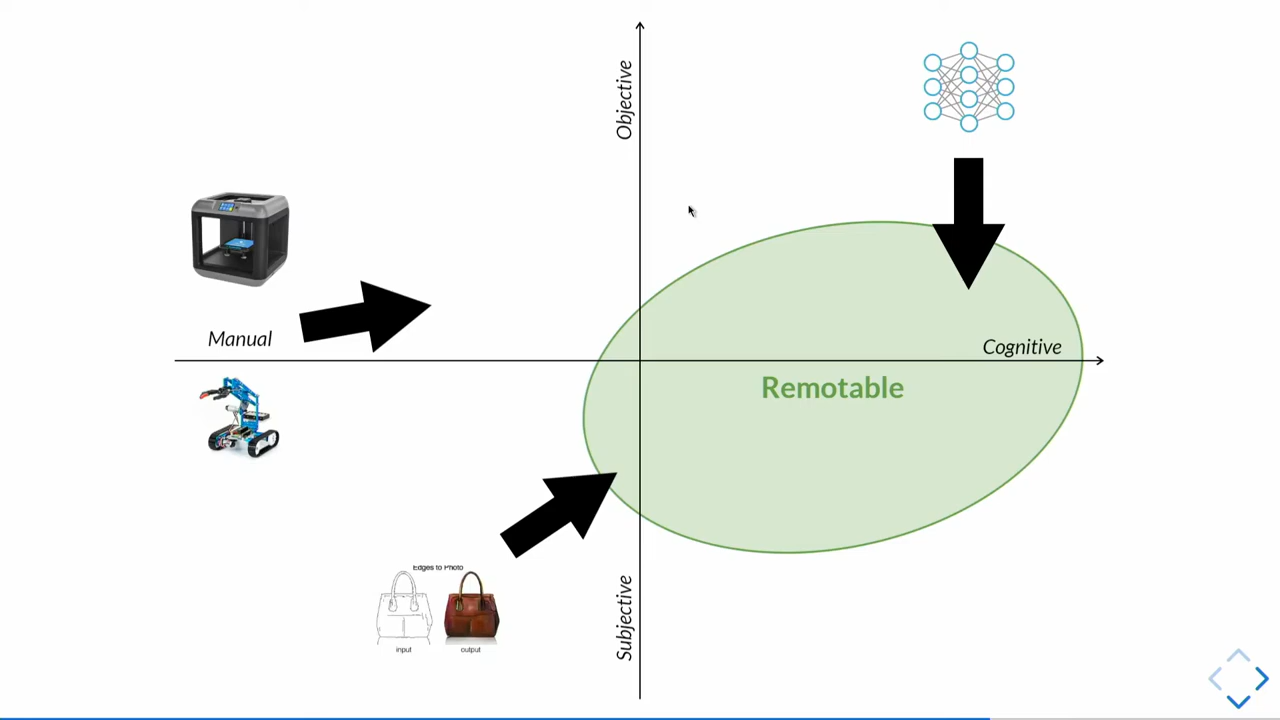 Objective
Manual
Cognitive
Remotable
Edges to Photo
input
output
Subjective